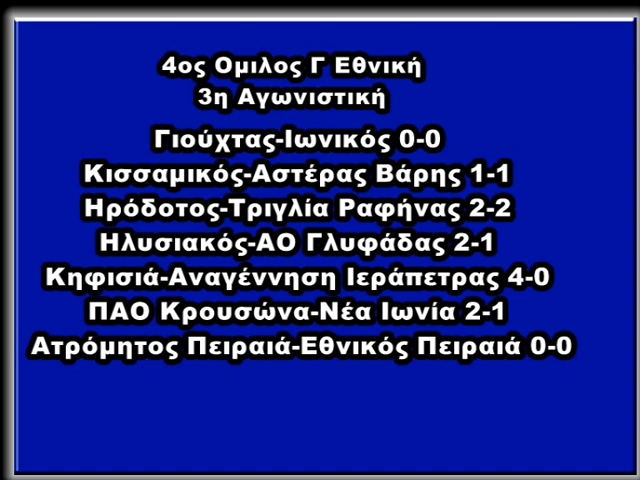 4ος Ομιλος Γ Εθνική
3η Αγωνιστική
Γιούχτας-Ιωνικός 0-0
Κισσαμικός-Αστέρας Βάρης 1-1
Ηρόδοτος-Τριγλία Ραφήνας 2-2
Ηλυσιακός-ΑΟ Γλυφάδας 2-1
Κηφισιά-Αναγέννηση Ιεράπετρας 4-0
ΠΑΟ Κρουσώνα-Νέα Ιωνία 2-1
Ατρόμητος Πειραιά-Εθνικός Πειραιά 0-0